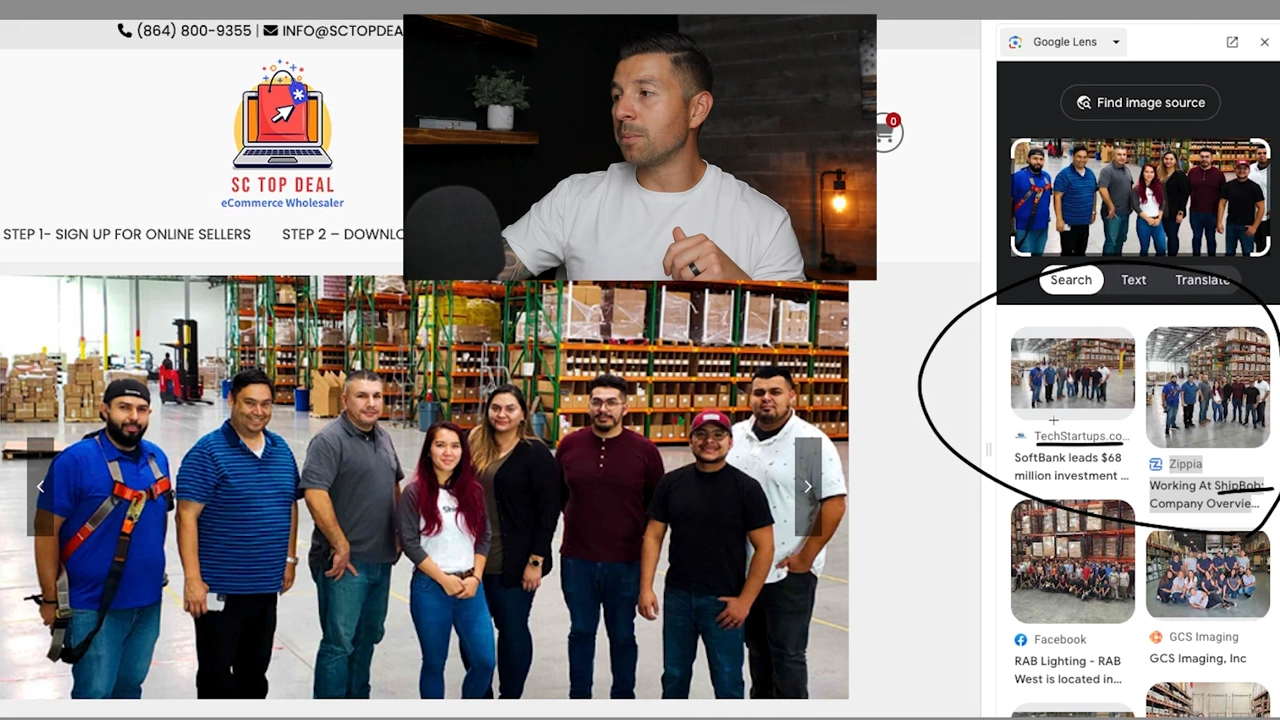 (864) 800-9355 | INFO@SCTOPDEA
SC TOP DEAL
eCommerce Wholesaler
0
STEP 1- SIGN UP FOR ONLINE SELLERS
STEP 2 – DOWNLO
Google Lens
Find image source
Search Text Translate
TechStartups.co...
SoftBank leads $68
million investment ...
Zippia
Working At ShipBob:
Company Overvie...
Facebook
RAB Lighting - RAB
West is located in...
GCS Imaging
GCS Imaging, Inc